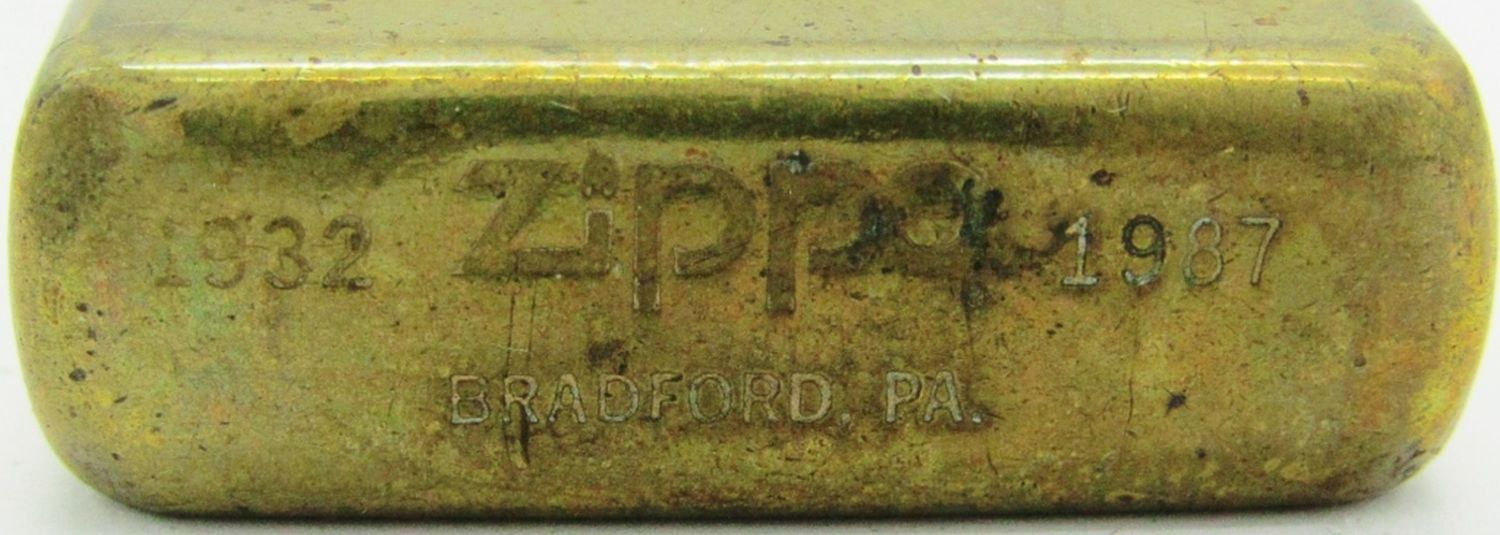 1932 Zippo 1987
BRADFORD, PA.